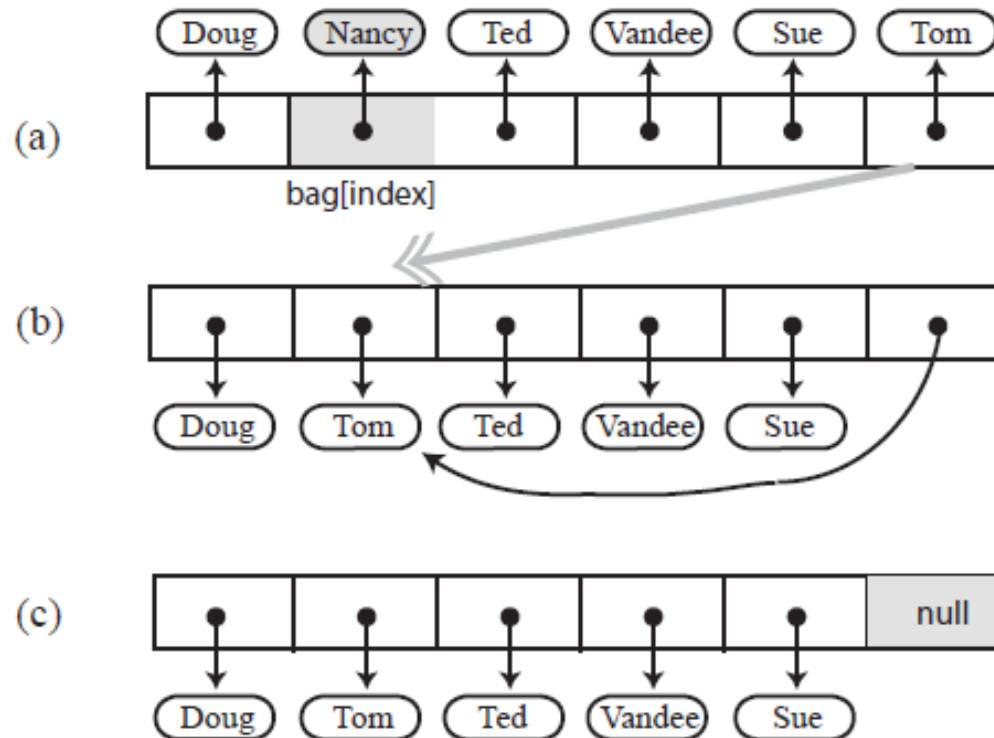 Doug Nancy Ted Vandee Sue Tom
(a)
bag[index]
(b)
Doug Tom Ted Vandee Sue
(c) null
Doug Tom Ted Vandee Sue